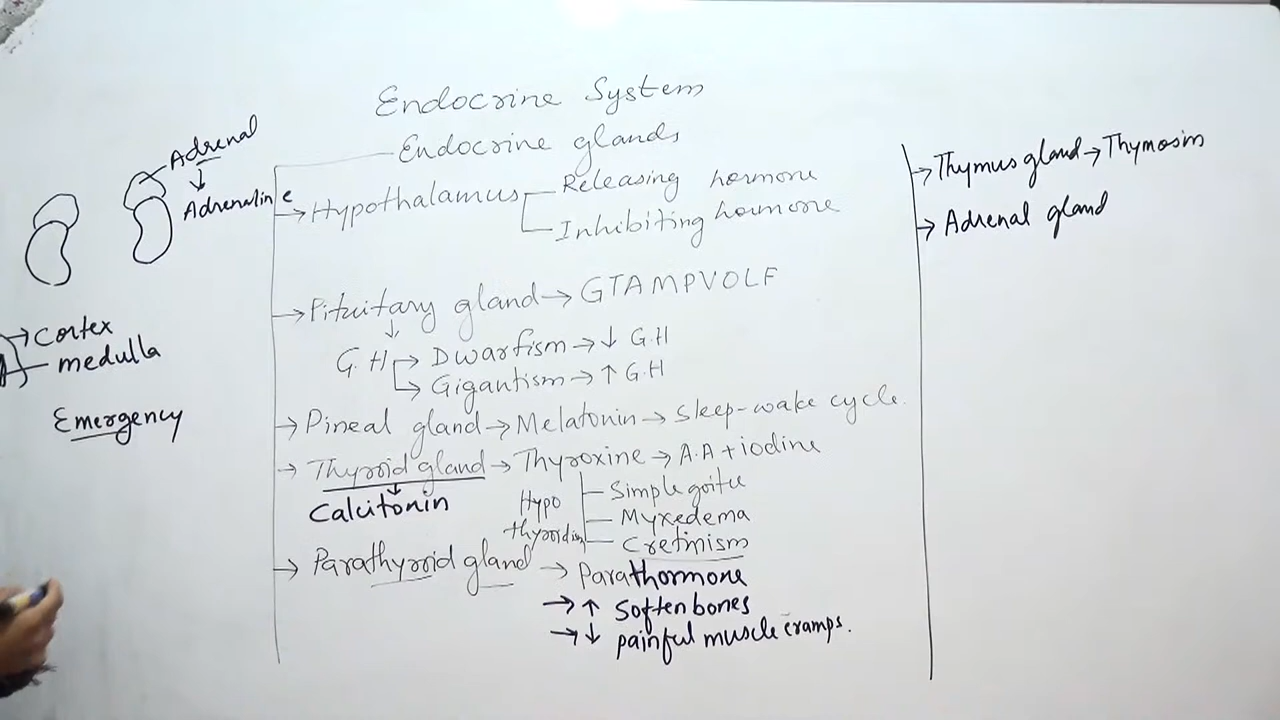 Endocrine System
Endocrine glands
Adrenal
↓
Adrenaline
→ Cortex
medulla
Emergency
→ Hypothalamus
Releasing hormone
Inhibiting hormone
→ Pituitary gland → GTAMPVOLF
↓
G.H → Dwarfism → ↓ G.H
→ Gigantism → ↑ G.H
→ Pineal gland → Melatonin → Sleep-wake cycle.
→ Thyroid gland → Thyroxine → A.A + iodine
↓
Calcitonin
Hypo
Simple goitre
Myxedema
Cretinism
→ Parathyroid gland → Parathormone
→ ↑ Soften bones
→ ↓ painful muscle cramps.
→ Thymus gland → Thymosin
→ Adrenal gland